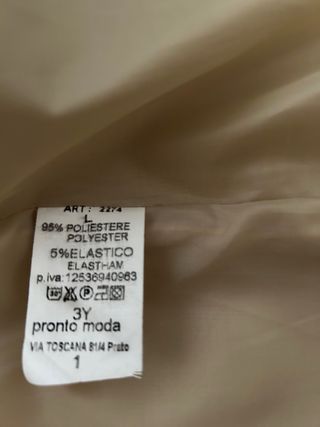 ART: 2274
L
95% POLIESTERE
POLYESTER
5%ELASTICO
ELASTHAM
p.iva:12536940963
3Y
pronto moda
VIA TOSCANA 81/4 Prato
1